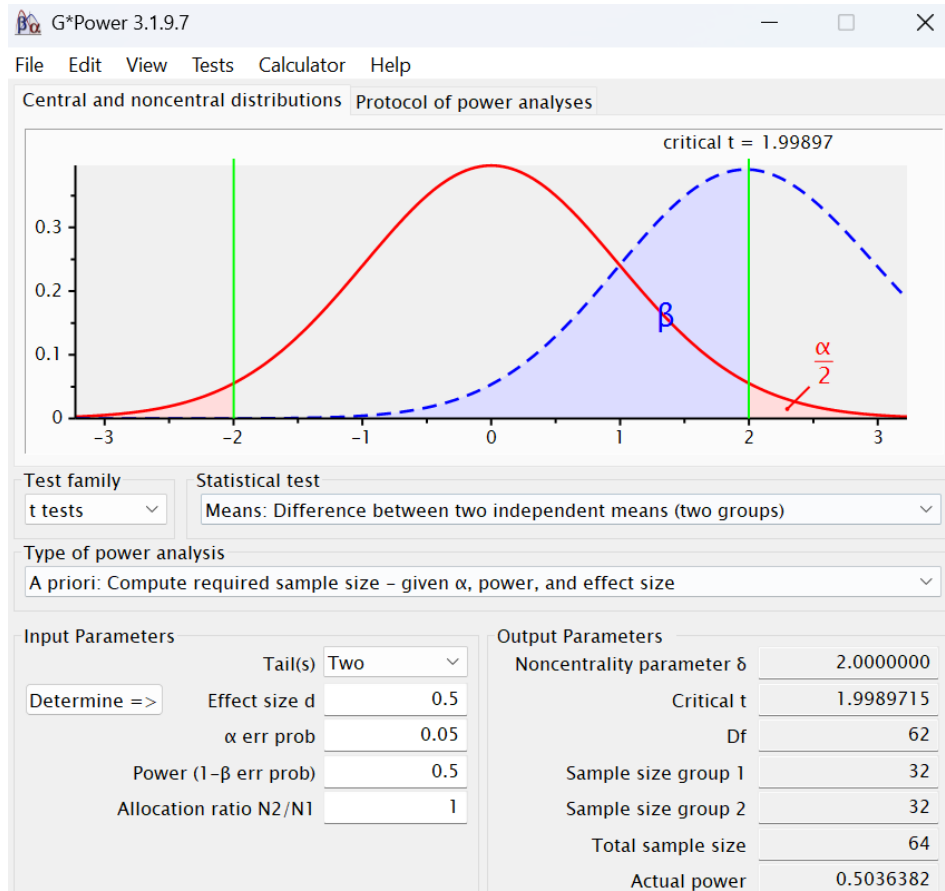 G*Power 3.1.9.7
File Edit View Tests Calculator Help
Central and noncentral distributions Protocol of power analyses
critical t = 1.99897
0.3
0.2
0.1
0
β
α
2
-3 -2 -1 0 1 2 3
Test family Statistical test
t tests Means: Difference between two independent means (two groups)
Type of power analysis
A priori: Compute required sample size – given α, power, and effect size
Input Parameters Output Parameters
Tail(s) Two Noncentrality parameter δ 2.0000000
Determine => Effect size d 0.5 Critical t 1.9989715
α err prob 0.05 Df 62
Power (1-β err prob) 0.5 Sample size group 1 32
Allocation ratio N2/N1 1 Sample size group 2 32
Total sample size 64
Actual power 0.5036382